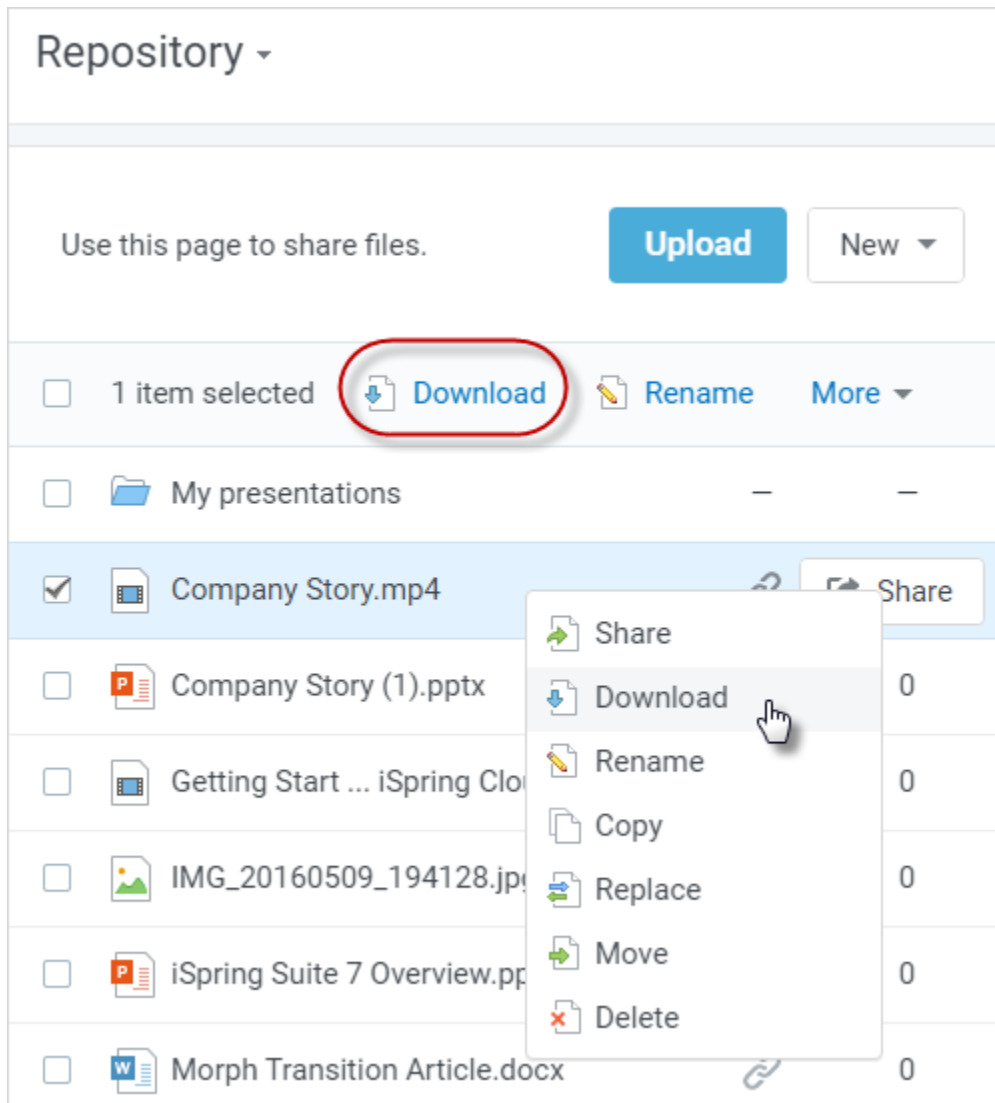 Repository
Use this page to share files.
Upload
New
1 item selected
Download
Rename
More
My presentations
— —
Company Story.mp4
Share
Share
Company Story (1).pptx
Download
0
Rename
Getting Start ... iSpring Clo
0
Copy
IMG_20160509_194128.jp
0
Replace
Move
iSpring Suite 7 Overview.pp
0
Delete
Morph Transition Article.docx
0